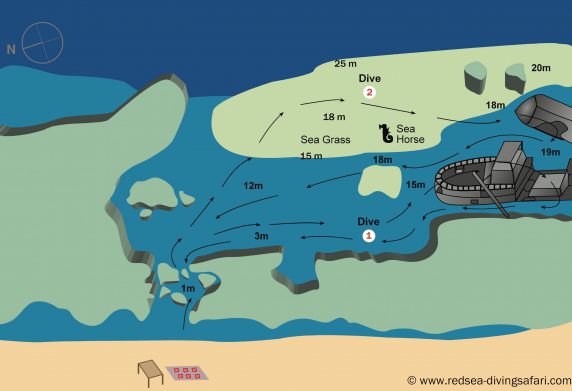 N
25 m
Dive
2
20m
18m
18 m
Sea Grass
Sea
Horse
15 m
18m
19m
12m
15m
Dive
1
3m
1m
© www.redsea-divingsafari.com